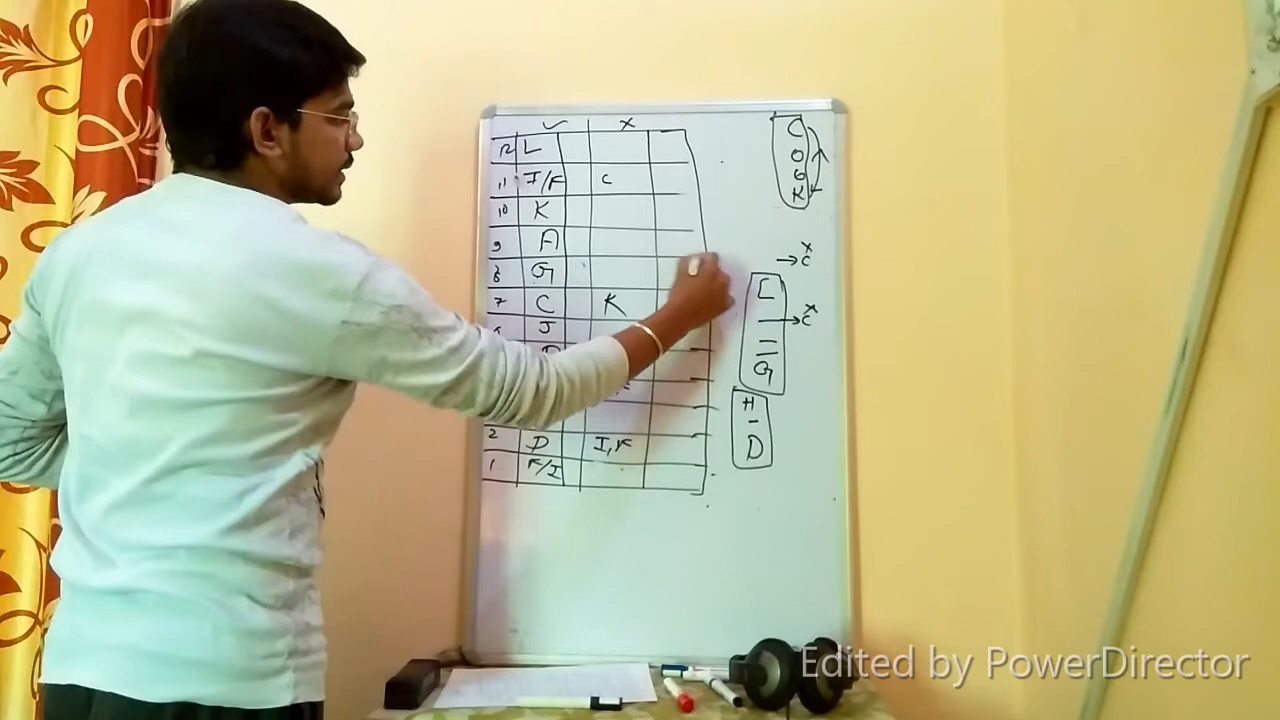 ✓ X
12 L
11 I/F C
10 K
9 A
8 G
7 C K
J
2 D I,F
1 F/I
C
K
→ C X
[
→ C X
G
H
D
Edited by PowerDirector